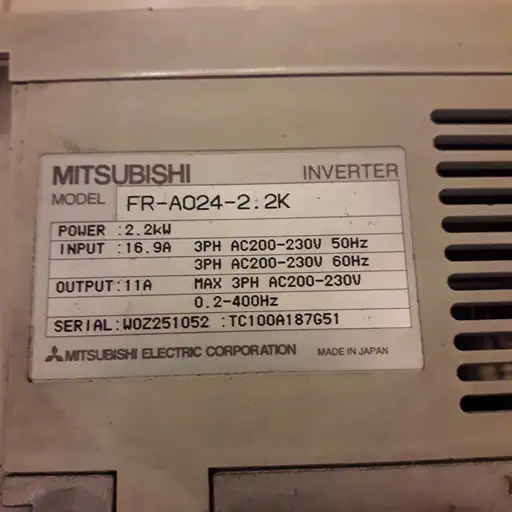 MITSUBISHI INVERTER
MODEL FR-A024-2.2K
POWER :2.2kW
INPUT :16.9A 3PH AC200-230V 50Hz
3PH AC200-230V 60Hz
OUTPUT:11A MAX 3PH AC200-230V
0.2-400Hz
SERIAL:W0Z251052 :TC100A187G51
MITSUBISHI ELECTRIC CORPORATION MADE IN JAPAN